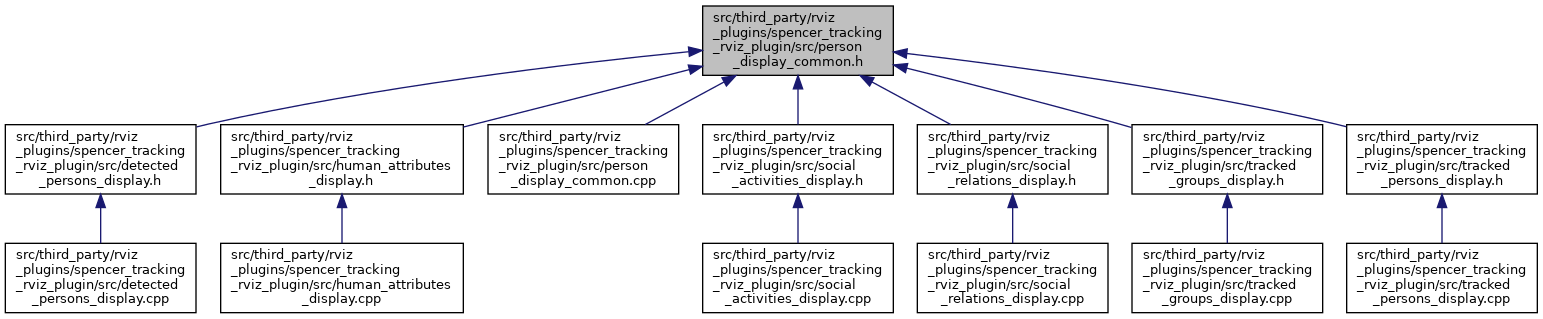 src/third_party/rviz
_plugins/spencer_tracking
_rviz_plugin/src/person
_display_common.h
src/third_party/rviz
_plugins/spencer_tracking
_rviz_plugin/src/detected
_persons_display.h
src/third_party/rviz
_plugins/spencer_tracking
_rviz_plugin/src/human_attributes
_display.h
src/third_party/rviz
_plugins/spencer_tracking
_rviz_plugin/src/person
_display_common.cpp
src/third_party/rviz
_plugins/spencer_tracking
_rviz_plugin/src/social
_activities_display.h
src/third_party/rviz
_plugins/spencer_tracking
_rviz_plugin/src/social
_relations_display.h
src/third_party/rviz
_plugins/spencer_tracking
_rviz_plugin/src/tracked
_groups_display.h
src/third_party/rviz
_plugins/spencer_tracking
_rviz_plugin/src/tracked
_persons_display.h
src/third_party/rviz
_plugins/spencer_tracking
_rviz_plugin/src/detected
_persons_display.cpp
src/third_party/rviz
_plugins/spencer_tracking
_rviz_plugin/src/human_attributes
_display.cpp
src/third_party/rviz
_plugins/spencer_tracking
_rviz_plugin/src/social
_activities_display.cpp
src/third_party/rviz
_plugins/spencer_tracking
_rviz_plugin/src/social
_relations_display.cpp
src/third_party/rviz
_plugins/spencer_tracking
_rviz_plugin/src/tracked
_groups_display.cpp
src/third_party/rviz
_plugins/spencer_tracking
_rviz_plugin/src/tracked
_persons_display.cpp